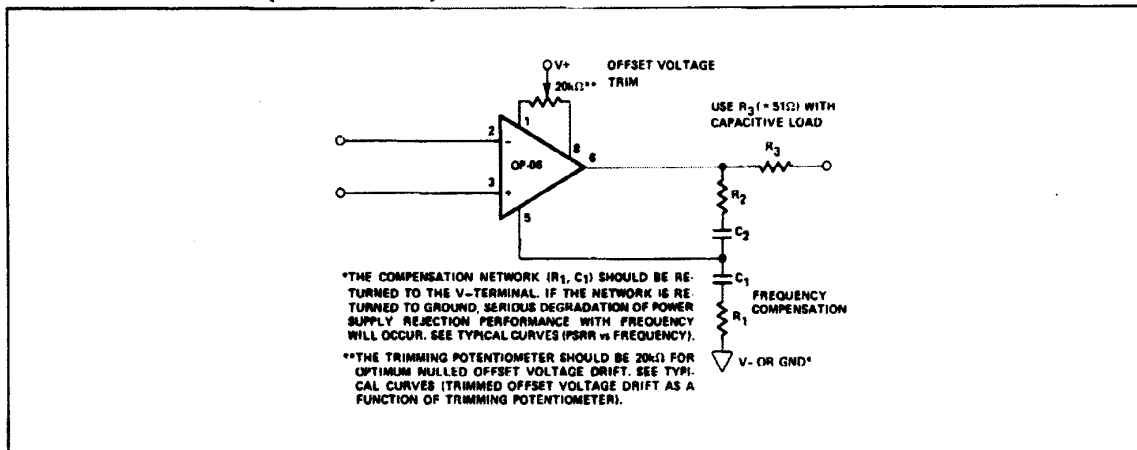 V+ OFFSET VOLTAGE
20kΩ** TRIM
USE R3 (≈ 51Ω) WITH
CAPACITIVE LOAD
1
2
−
8
6
R3
OP-06
3
+
R2
5
C2
C1
*THE COMPENSATION NETWORK (R1, C1) SHOULD BE RE-
TURNED TO THE V–TERMINAL. IF THE NETWORK IS RE-
TURNED TO GROUND, SERIOUS DEGRADATION OF POWER
SUPPLY REJECTION PERFORMANCE WITH FREQUENCY
WILL OCCUR. SEE TYPICAL CURVES (PSRR vs FREQUENCY).
FREQUENCY
COMPENSATION
R1
V– OR GND*
**THE TRIMMING POTENTIOMETER SHOULD BE 20kΩ FOR
OPTIMUM NULLED OFFSET VOLTAGE DRIFT. SEE TYPI-
CAL CURVES (TRIMMED OFFSET VOLTAGE DRIFT AS A
FUNCTION OF TRIMMING POTENTIOMETER).